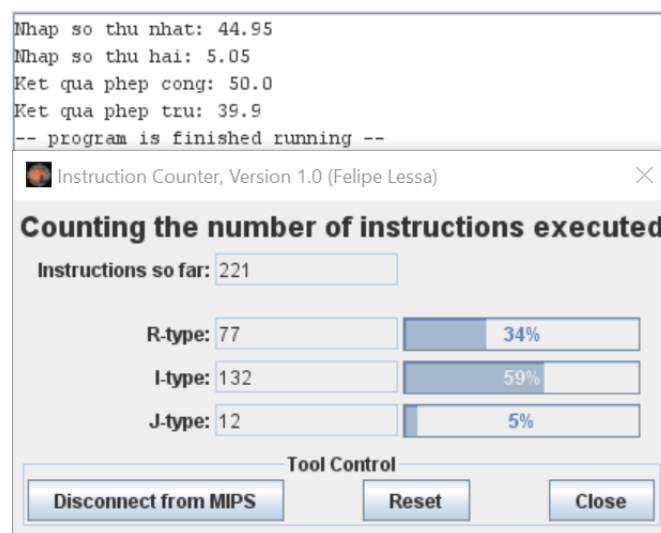 Nhap so thu nhat: 44.95
Nhap so thu hai: 5.05
Ket qua phep cong: 50.0
Ket qua phep tru: 39.9
-- program is finished running --
Instruction Counter, Version 1.0 (Felipe Lessa)
Counting the number of instructions executed
Instructions so far: 221
R-type: 77 34%
I-type: 132 59%
J-type: 12 5%
Tool Control
Disconnect from MIPS Reset Close